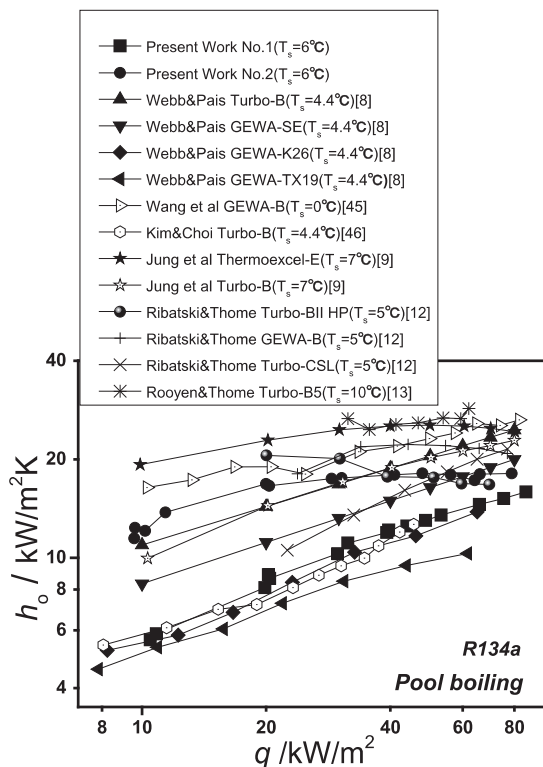 Present Work No.1(Ts=6℃)
Present Work No.2(Ts=6℃)
Webb&Pais Turbo-B(Ts=4.4℃)[8]
Webb&Pais GEWA-SE(Ts=4.4℃)[8]
Webb&Pais GEWA-K26(Ts=4.4℃)[8]
Webb&Pais GEWA-TX19(Ts=4.4℃)[8]
Wang et al GEWA-B(Ts=0℃)[45]
Kim&Choi Turbo-B(Ts=4.4℃)[46]
Jung et al Thermoexcel-E(Ts=7℃)[9]
Jung et al Turbo-B(Ts=7℃)[9]
Ribatski&Thome Turbo-BII HP(Ts=5℃)[12]
Ribatski&Thome GEWA-B(Ts=5℃)[12]
Ribatski&Thome Turbo-CSL(Ts=5℃)[12]
Rooyen&Thome Turbo-B5(Ts=10℃)[13]
40
20
10
8
6
4
ho / kW/m²K
R134a
Pool boiling
8 10 20 40 60 80
q /kW/m²